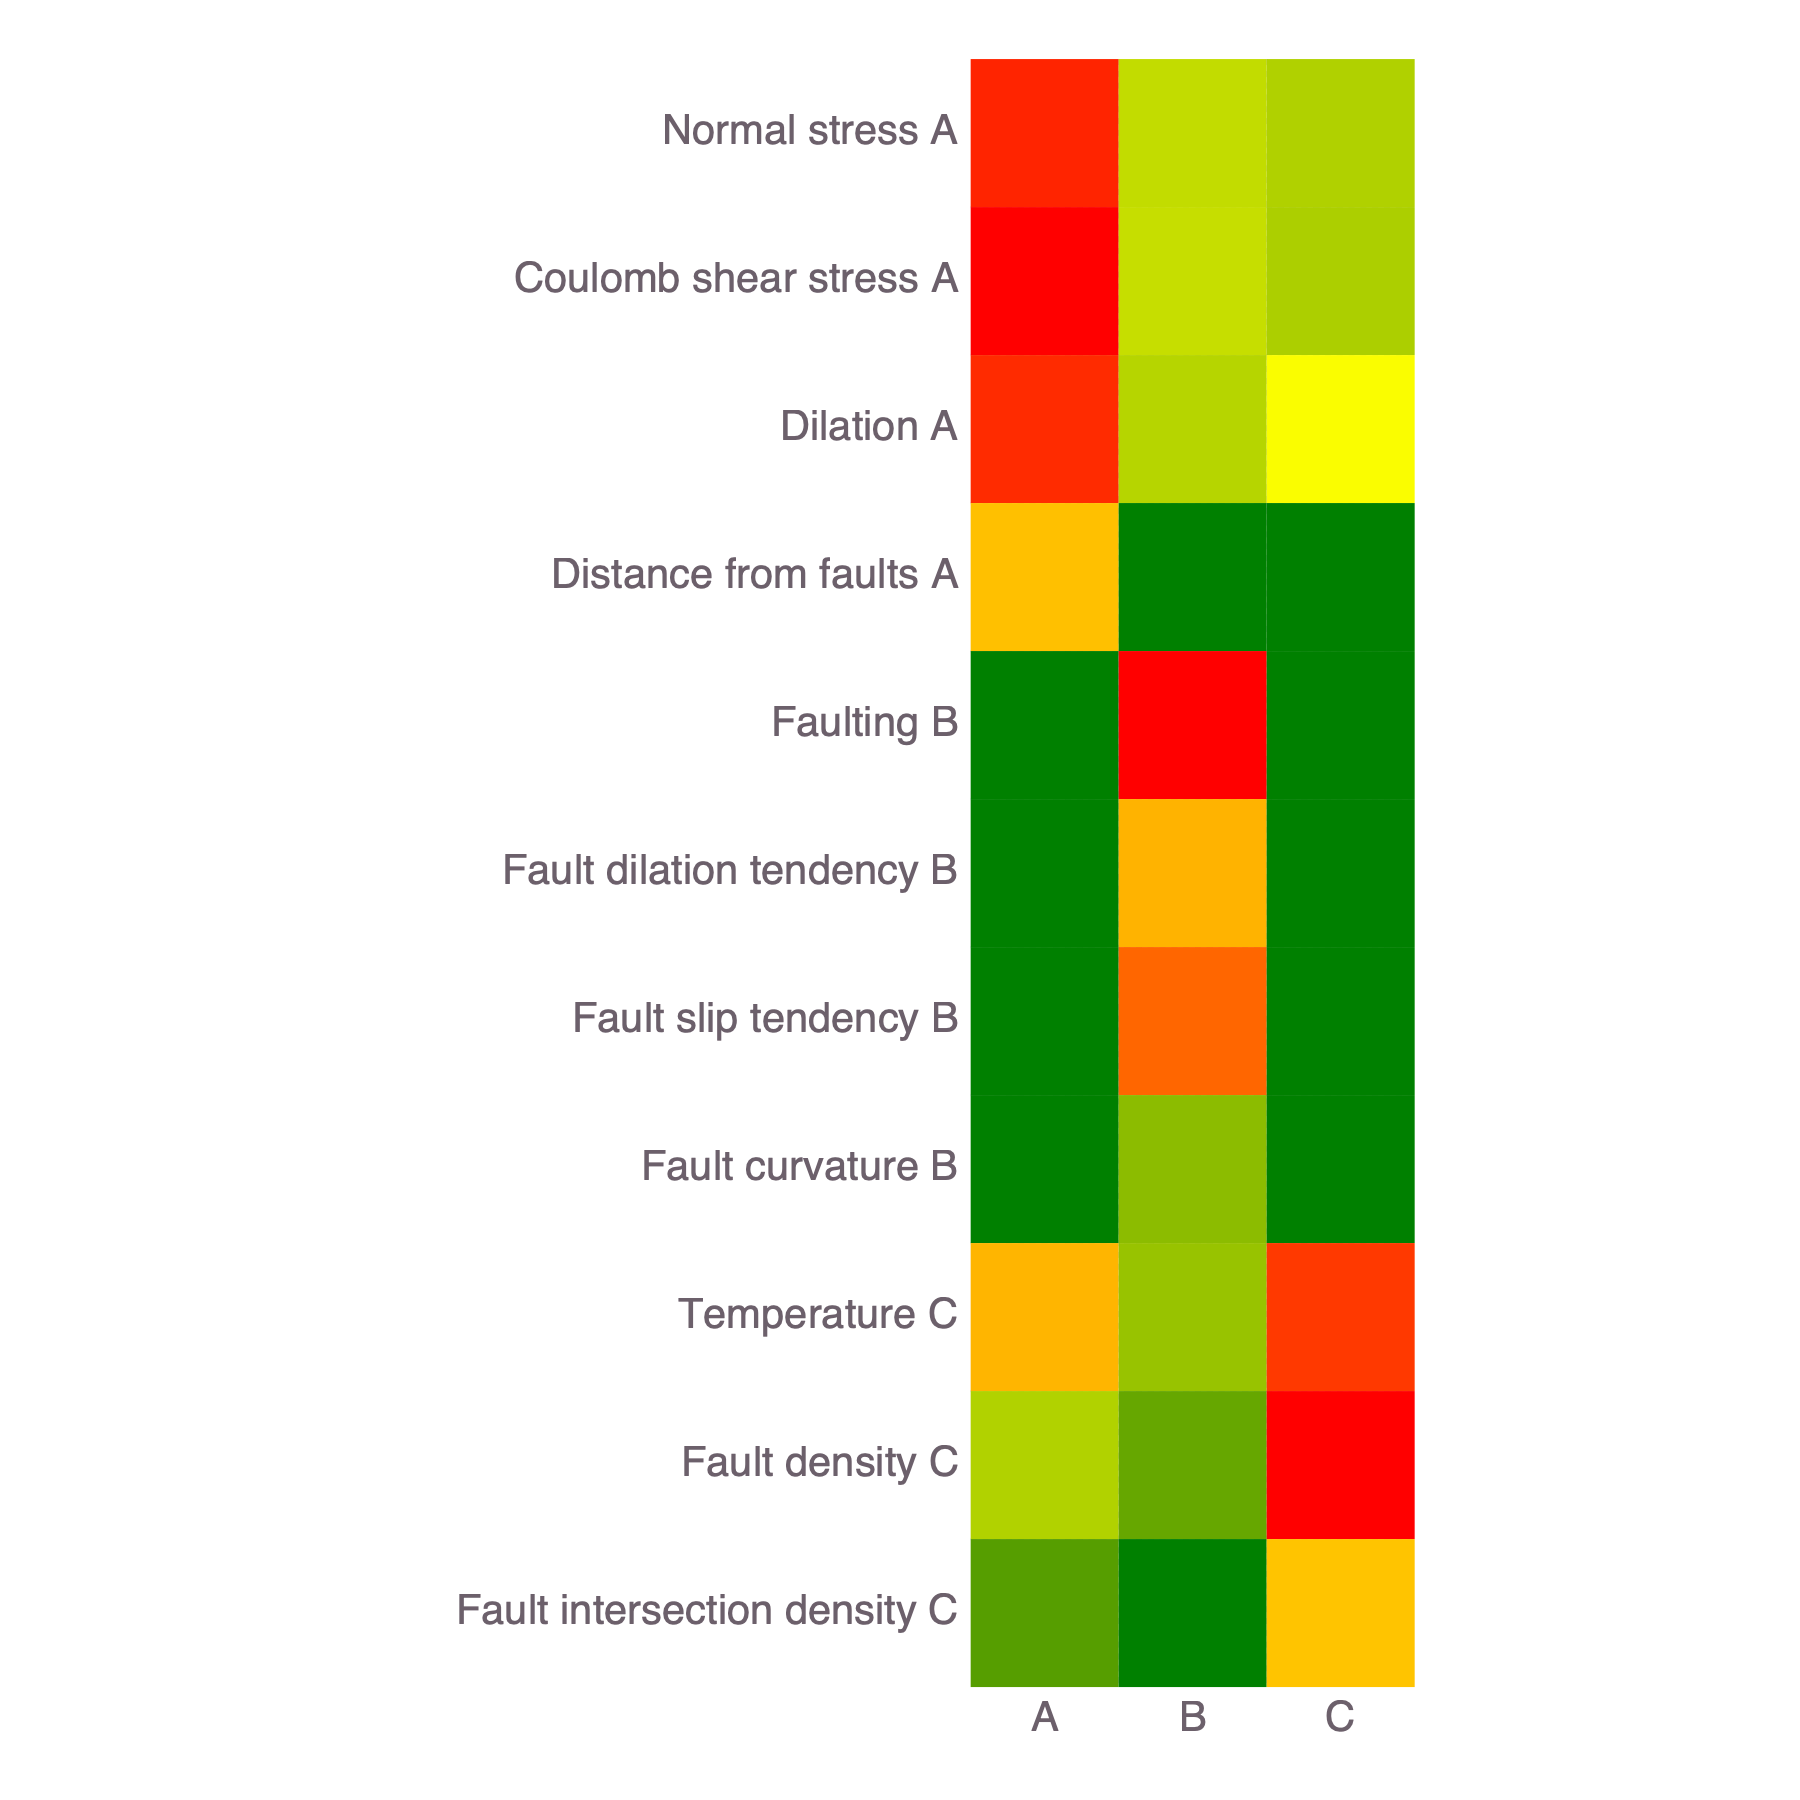 Normal stress A
Coulomb shear stress A
Dilation A
Distance from faults A
Faulting B
Fault dilation tendency B
Fault slip tendency B
Fault curvature B
Temperature C
Fault density C
Fault intersection density C
A B C